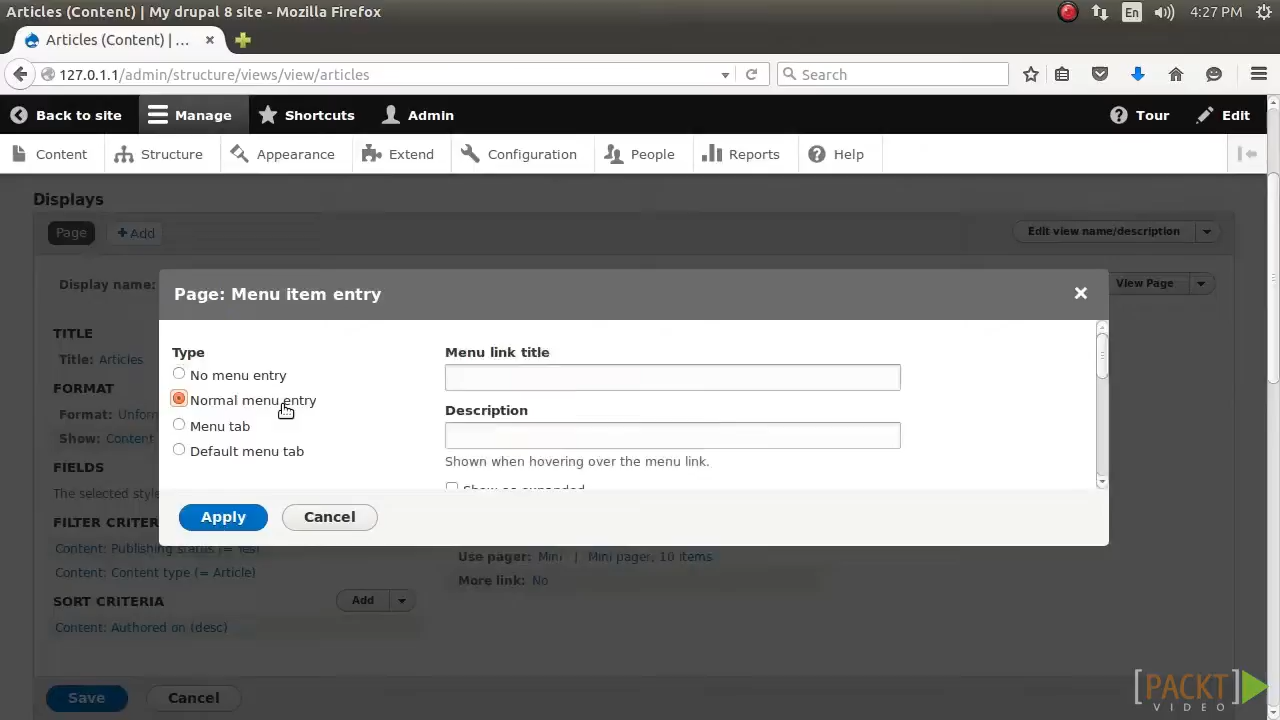 Articles (Content) | My drupal 8 site - Mozilla Firefox
En
4:27 PM
Articles (Content) | ...
127.0.1.1/admin/structure/views/view/articles
Search
Back to site
Manage
Shortcuts
Admin
Tour
Edit
Content
Structure
Appearance
Extend
Configuration
People
Reports
Help
Displays
Page
Add
Edit view name/description
Display name:
View Page
Page: Menu item entry
TITLE
Title: Articles
FORMAT
Format: Unfor
Show: Content
FIELDS
The selected style
FILTER CRITE
Content: Publishing status (= Yes)
Content: Content type (= Article)
SORT CRITERIA
Add
Content: Authored on (desc)
Type
No menu entry
Normal menu entry
Menu tab
Default menu tab
Menu link title
Description
Shown when hovering over the menu link.
Show as expanded
Apply
Cancel
Use pager: Mini | Mini pager, 10 items
More link: No
Save
Cancel
[PACKT]
VIDEO